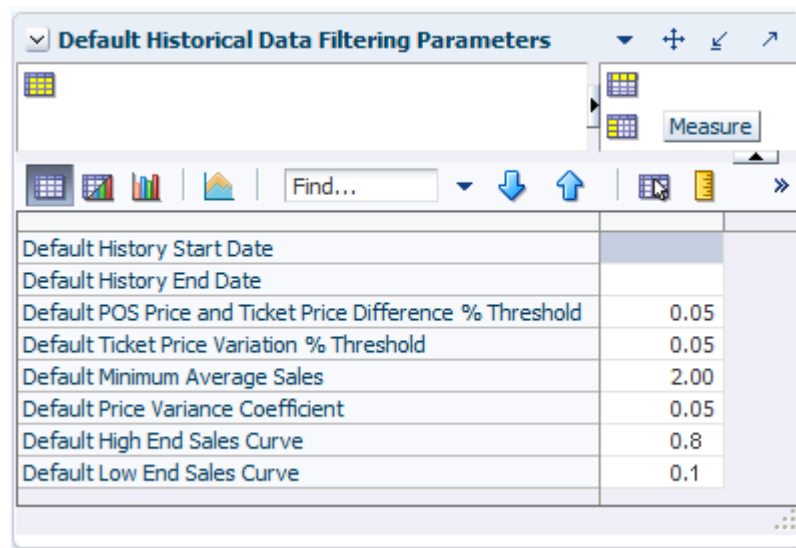 Default Historical Data Filtering Parameters
Measure
Find...
Default History Start Date
Default History End Date
Default POS Price and Ticket Price Difference % Threshold 0.05
Default Ticket Price Variation % Threshold 0.05
Default Minimum Average Sales 2.00
Default Price Variance Coefficient 0.05
Default High End Sales Curve 0.8
Default Low End Sales Curve 0.1